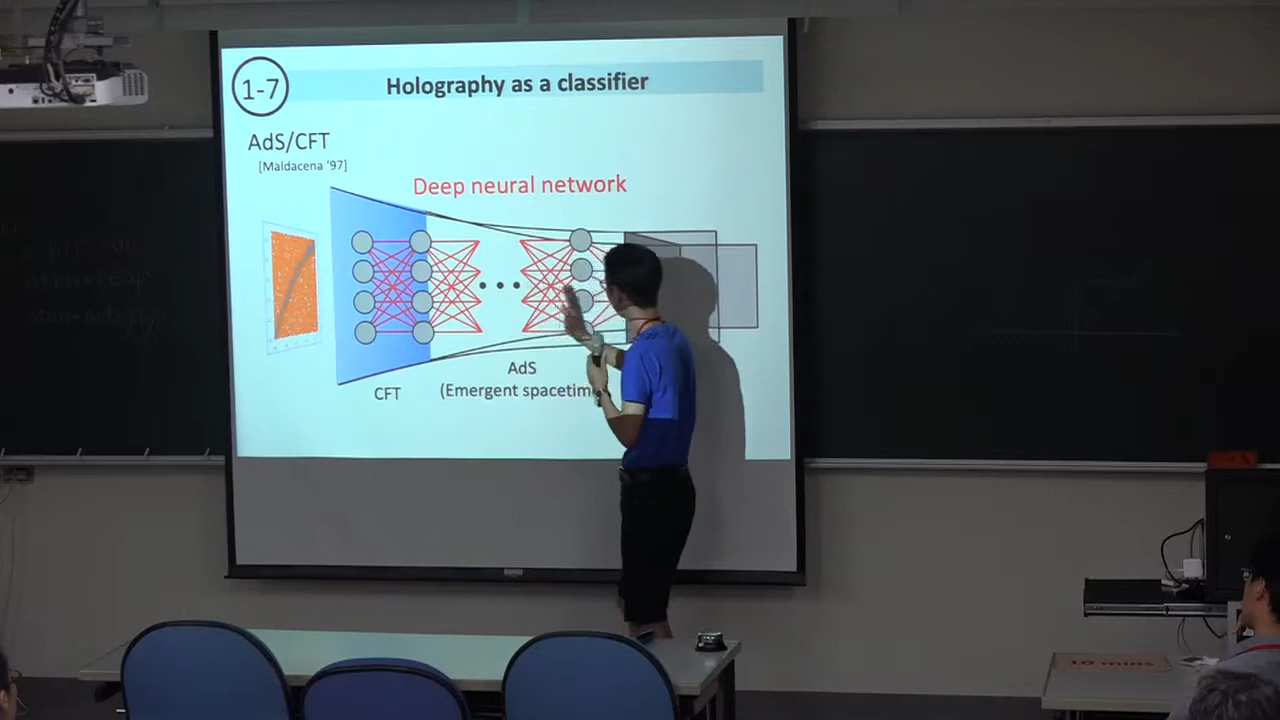 1-7
Holography as a classifier
AdS/CFT
[Maldacena '97]
Deep neural network
• • •
CFT
AdS
(Emergent spacetim
10 mins